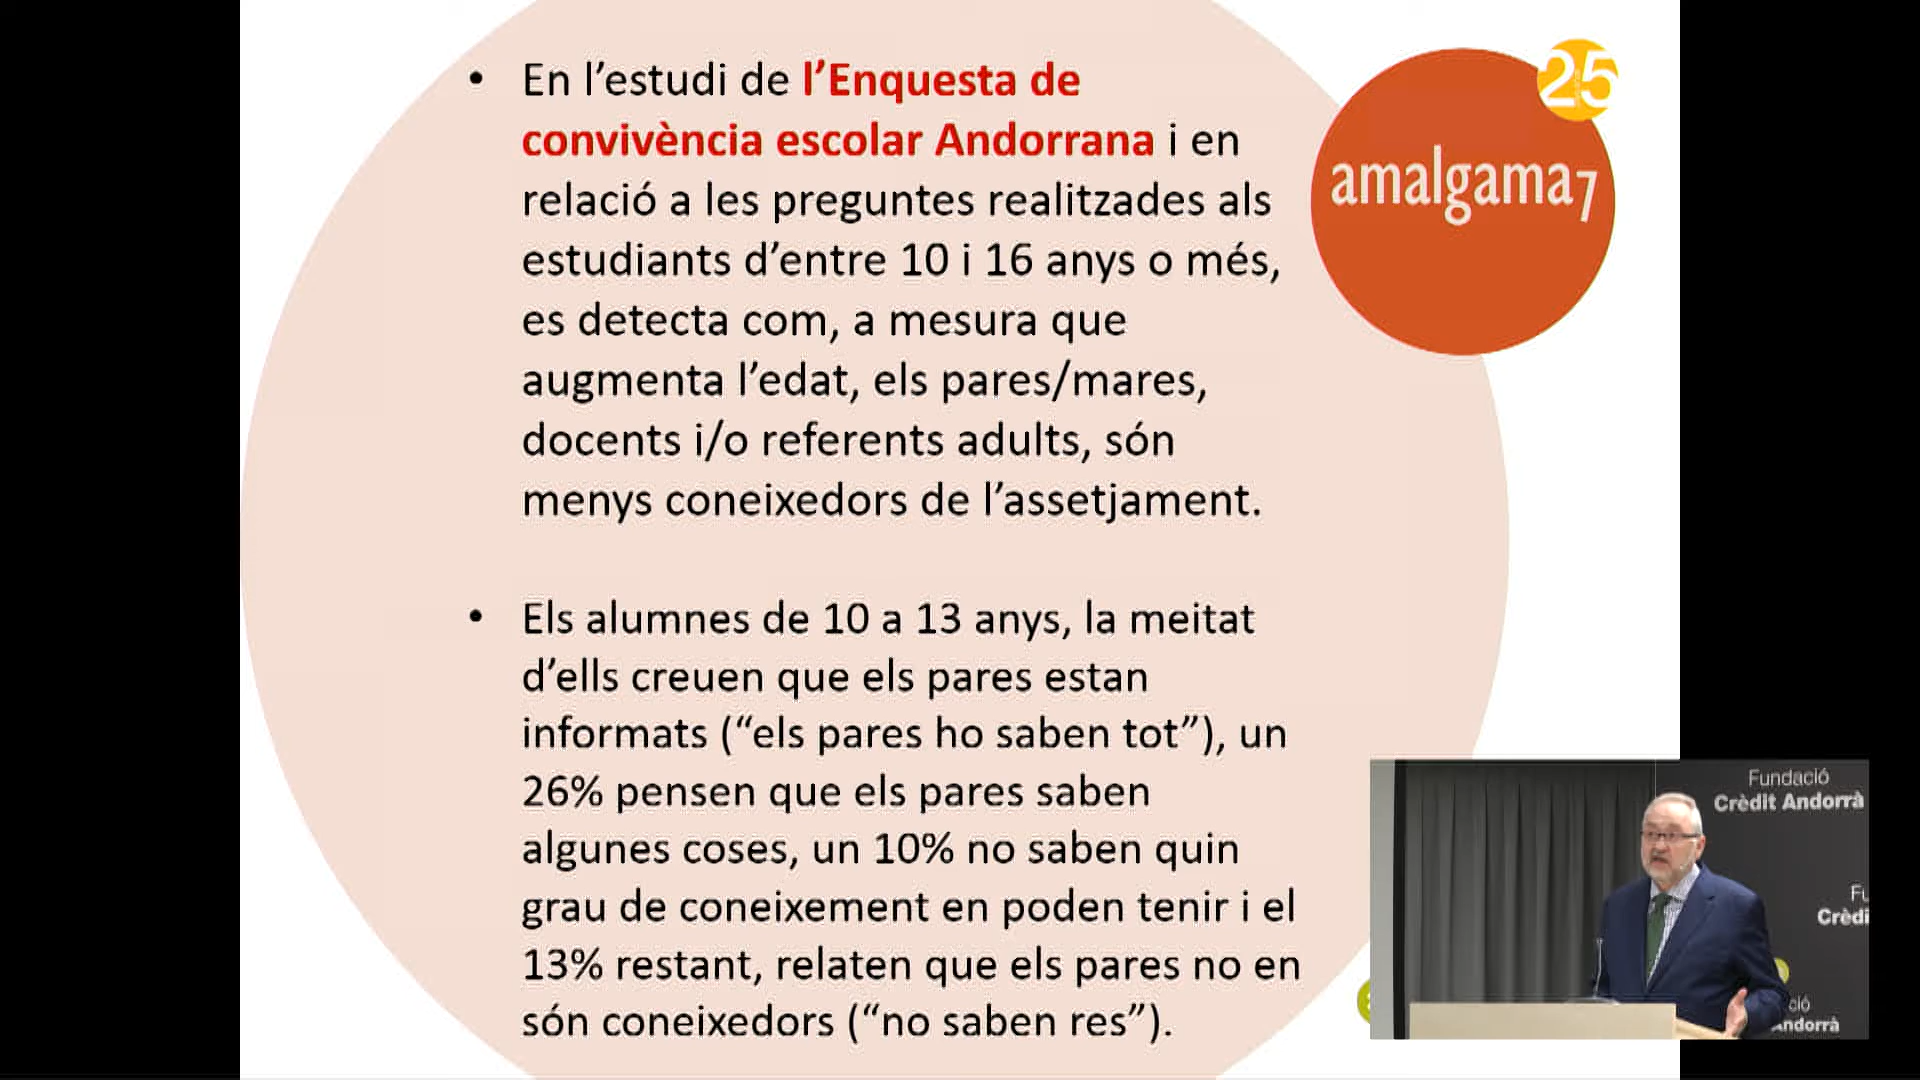 • En l’estudi de l’Enquesta de
convivència escolar Andorrana i en
relació a les preguntes realitzades als
estudiants d’entre 10 i 16 anys o més,
es detecta com, a mesura que
augmenta l’edat, els pares/mares,
docents i/o referents adults, són
menys coneixedors de l’assetjament.
• Els alumnes de 10 a 13 anys, la meitat
d’ells creuen que els pares estan
informats (“els pares ho saben tot”), un
26% pensen que els pares saben
algunes coses, un 10% no saben quin
grau de coneixement en poden tenir i el
13% restant, relaten que els pares no en
són coneixedors (“no saben res”).
25
amalgama7
Fundació
Crèdit Andorrà
Fu
Crèdi
ció
Andorrà